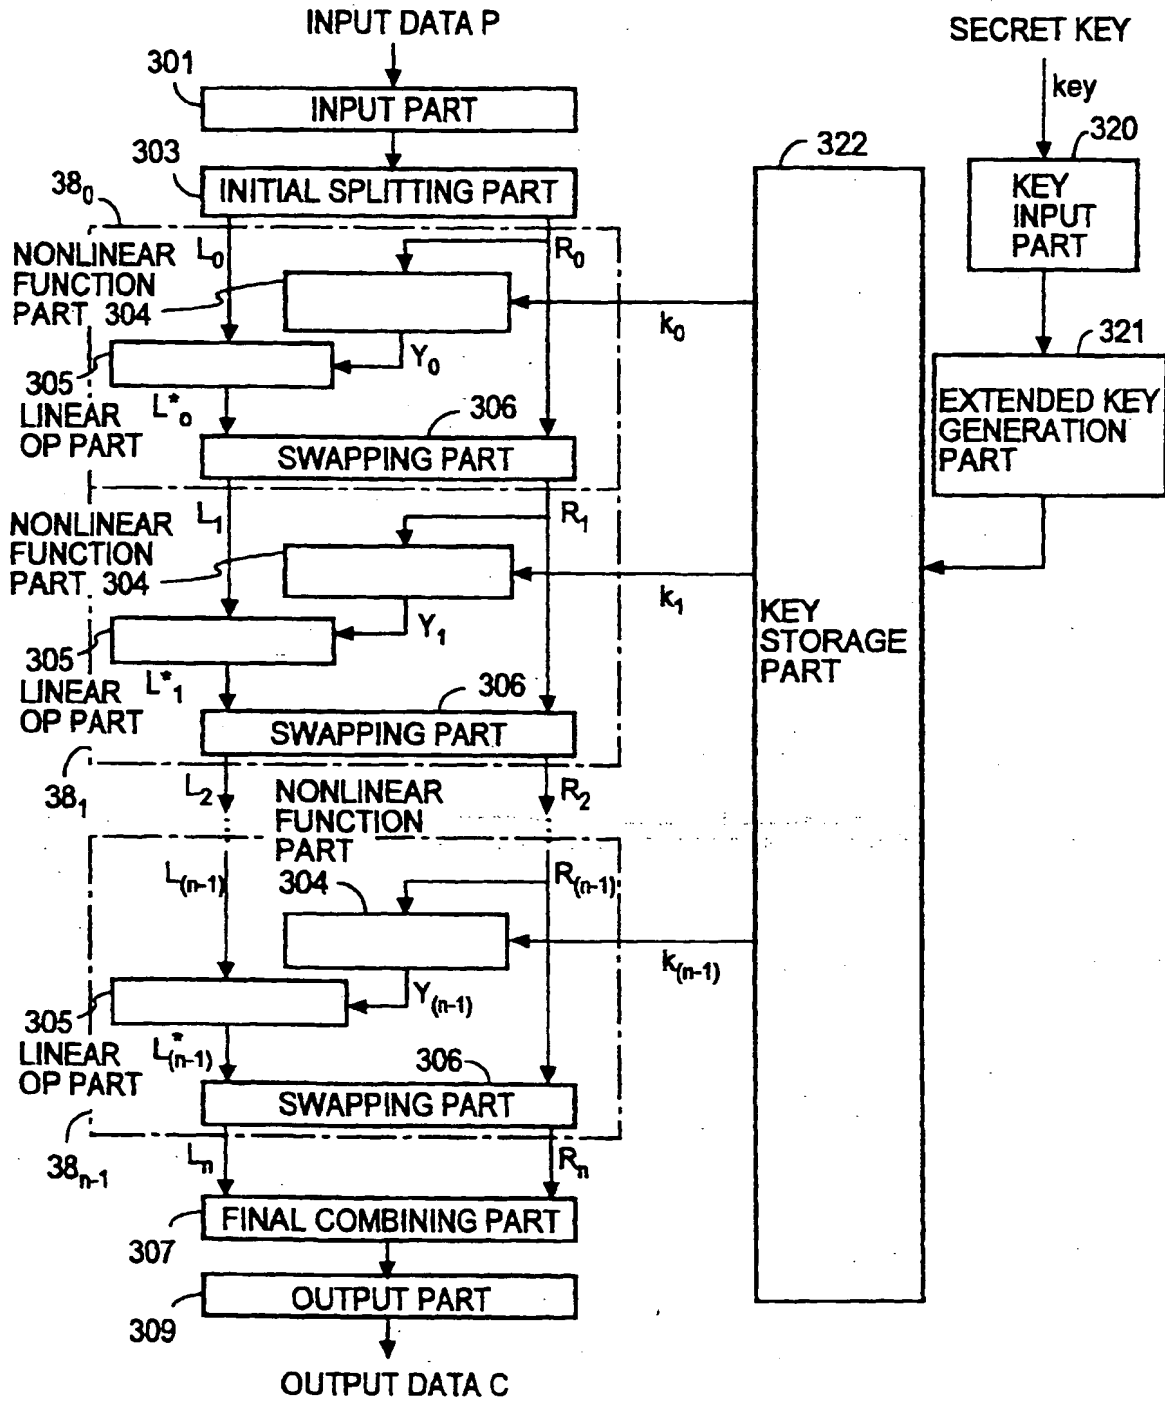 INPUT DATA P
SECRET KEY
301
INPUT PART
key
320
303
INITIAL SPLITTING PART
322
KEY
INPUT
PART
38₀
L₀
R₀
NONLINEAR
FUNCTION
PART 304
k₀
321
Y₀
305
LINEAR
OP PART
L*₀
306
SWAPPING PART
EXTENDED KEY
GENERATION
PART
L₁
R₁
NONLINEAR
FUNCTION
PART 304
k₁
Y₁
KEY
STORAGE
PART
305
LINEAR
OP PART
L*₁
306
SWAPPING PART
38₁
L₂
R₂
NONLINEAR
FUNCTION
PART
304
L(n-1)
R(n-1)
k(n-1)
Y(n-1)
305
LINEAR
OP PART
L*(n-1)
306
SWAPPING PART
38n-1
Ln
Rn
FINAL COMBINING PART
307
OUTPUT PART
309
OUTPUT DATA C